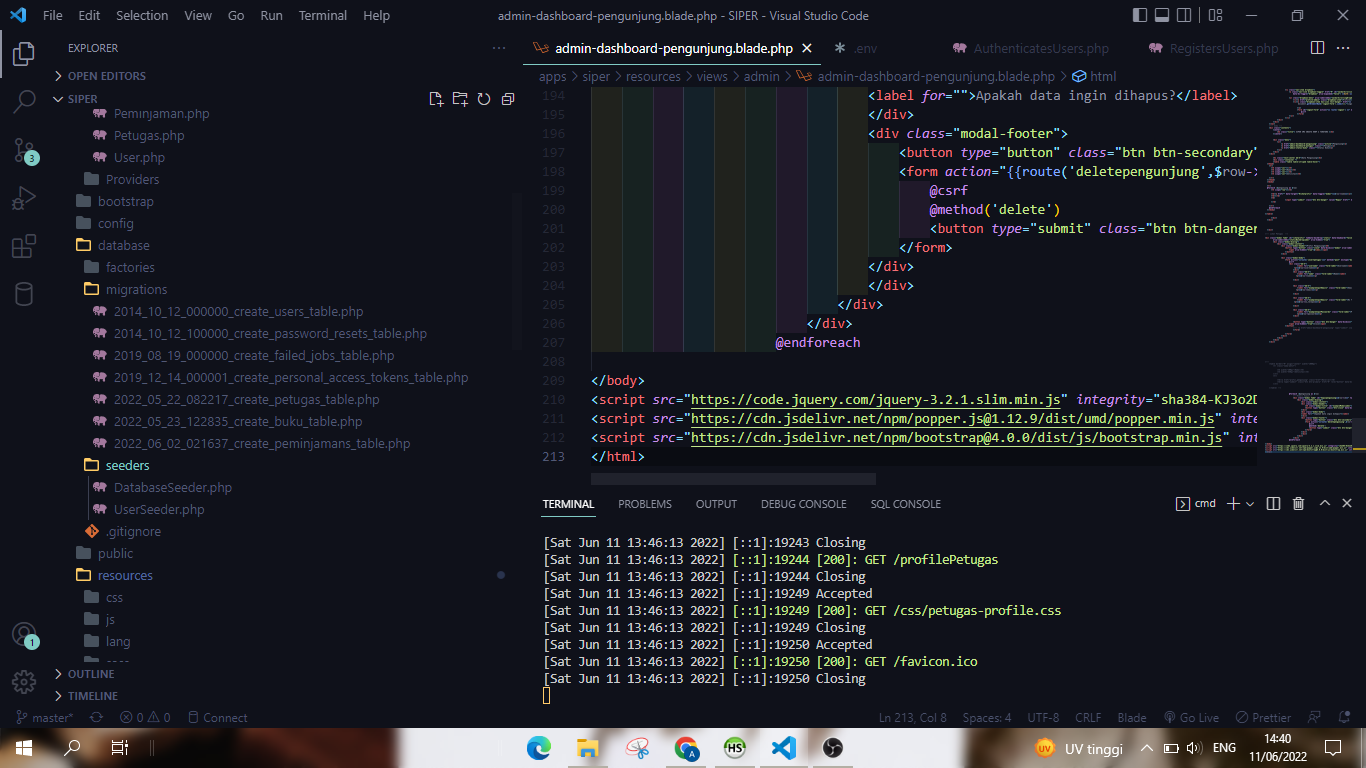 File Edit Selection View Go Run Terminal Help admin-dashboard-pengunjung.blade.php - SIPER - Visual Studio Code
EXPLORER
OPEN EDITORS
SIPER
Peminjaman.php
Petugas.php
User.php
Providers
bootstrap
config
database
factories
migrations
2014_10_12_000000_create_users_table.php
2014_10_12_100000_create_password_resets_table.php
2019_08_19_000000_create_failed_jobs_table.php
2019_12_14_000001_create_personal_access_tokens_table.php
2022_05_22_082217_create_petugas_table.php
2022_05_23_122835_create_buku_table.php
2022_06_02_021637_create_peminjamans_table.php
seeders
DatabaseSeeder.php
UserSeeder.php
.gitignore
public
resources
css
js
lang
OUTLINE
TIMELINE
3
1
admin-dashboard-pengunjung.blade.php .env AuthenticatesUsers.php RegistersUsers.php
apps > siper > resources > views > admin > admin-dashboard-pengunjung.blade.php > html
194 <label for="">Apakah data ingin dihapus?</label>
195 </div>
196 <div class="modal-footer">
197 <button type="button" class="btn btn-secondary"
198 <form action="{{route('deletepengunjung',$row->
199 @csrf
200 @method('delete')
201 <button type="submit" class="btn btn-danger
202 </form>
203 </div>
204 </div>
205 </div>
206 </div>
207 @endforeach
208
209 </body>
210 <script src="https://code.jquery.com/jquery-3.2.1.slim.min.js" integrity="sha384-KJ3o2D
211 <script src="https://cdn.jsdelivr.net/npm/popper.js@1.12.9/dist/umd/popper.min.js" inte
212 <script src="https://cdn.jsdelivr.net/npm/bootstrap@4.0.0/dist/js/bootstrap.min.js" int
213 </html>
TERMINAL PROBLEMS OUTPUT DEBUG CONSOLE SQL CONSOLE cmd
[Sat Jun 11 13:46:13 2022] [::1]:19243 Closing
[Sat Jun 11 13:46:13 2022] [::1]:19244 [200]: GET /profilePetugas
[Sat Jun 11 13:46:13 2022] [::1]:19244 Closing
[Sat Jun 11 13:46:13 2022] [::1]:19249 Accepted
[Sat Jun 11 13:46:13 2022] [::1]:19249 [200]: GET /css/petugas-profile.css
[Sat Jun 11 13:46:13 2022] [::1]:19249 Closing
[Sat Jun 11 13:46:13 2022] [::1]:19250 Accepted
[Sat Jun 11 13:46:13 2022] [::1]:19250 [200]: GET /favicon.ico
[Sat Jun 11 13:46:13 2022] [::1]:19250 Closing
master* 0 0 Connect Ln 213, Col 8 Spaces: 4 UTF-8 CRLF Blade Go Live Prettier
A HS UV UV tinggi ENG 14:40
11/06/2022